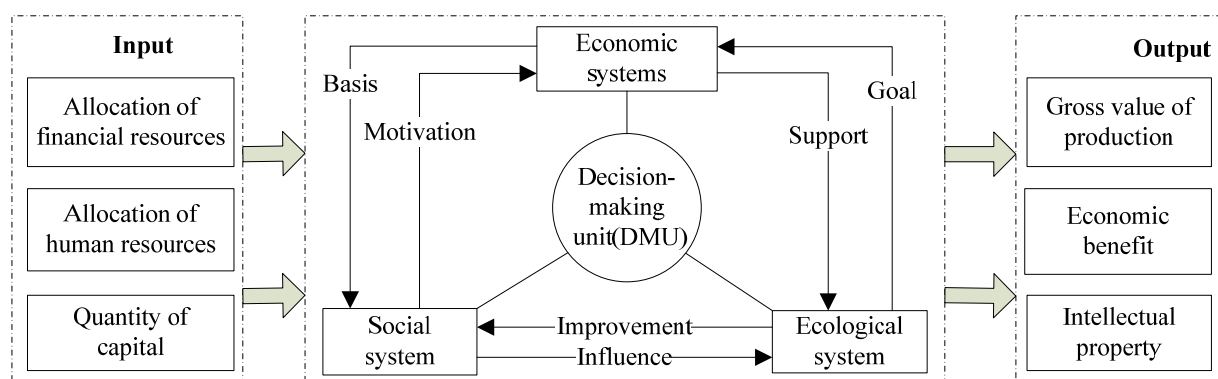 Input
Allocation of
financial resources
Allocation of
human resources
Quantity of
capital
Economic
systems
Basis
Motivation
Goal
Support
Decision-
making
unit(DMU)
Social
system
Improvement
Influence
Ecological
system
Output
Gross value of
production
Economic
benefit
Intellectual
property